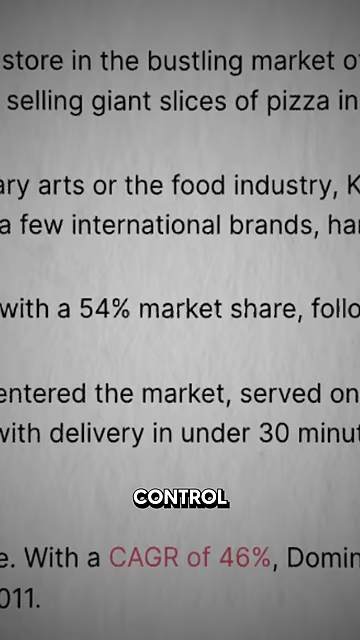 store in the bustling market o
selling giant slices of pizza in
ary arts or the food industry, K
a few international brands, ha
with a 54% market share, follo
entered the market, served on
with delivery in under 30 minut
CONTROL
e. With a CAGR of 46%, Domin
011.